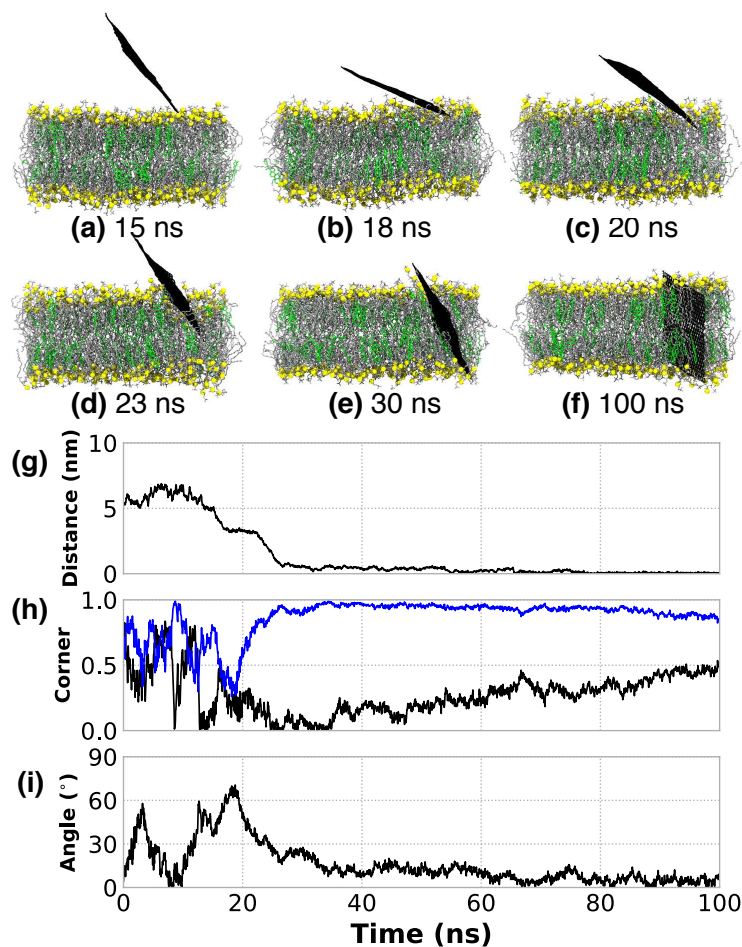 (a) 15 ns
(b) 18 ns
(c) 20 ns
(d) 23 ns
(e) 30 ns
(f) 100 ns
(g)
Distance (nm)
10
5
0
(h)
Corner
1.0
0.5
0.0
(i)
Angle (°)
90
60
30
0
0 20 40 60 80 100
Time (ns)